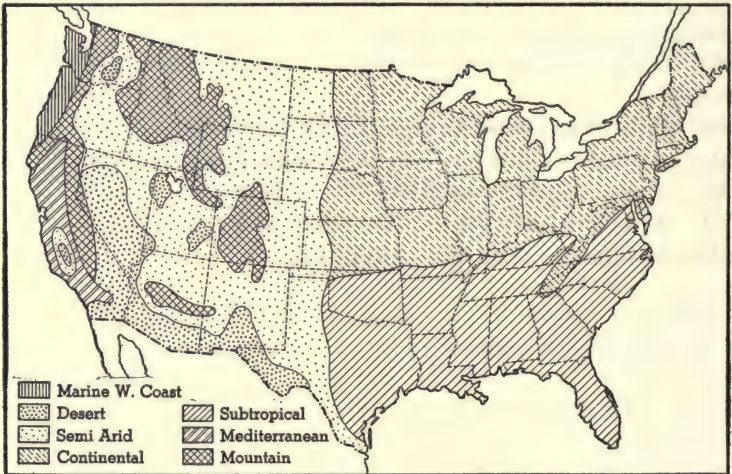 Marine W. Coast
Desert
Semi Arid
Continental
Subtropical
Mediterranean
Mountain